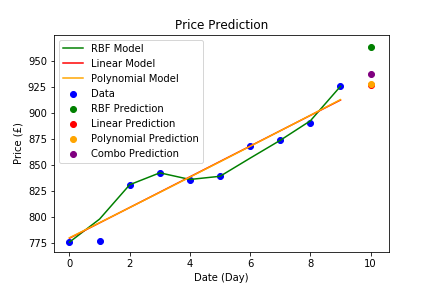 Price Prediction
Price (£)
950
925
900
875
850
825
800
775
RBF Model
Linear Model
Polynomial Model
Data
RBF Prediction
Linear Prediction
Polynomial Prediction
Combo Prediction
0 2 4 6 8 10
Date (Day)